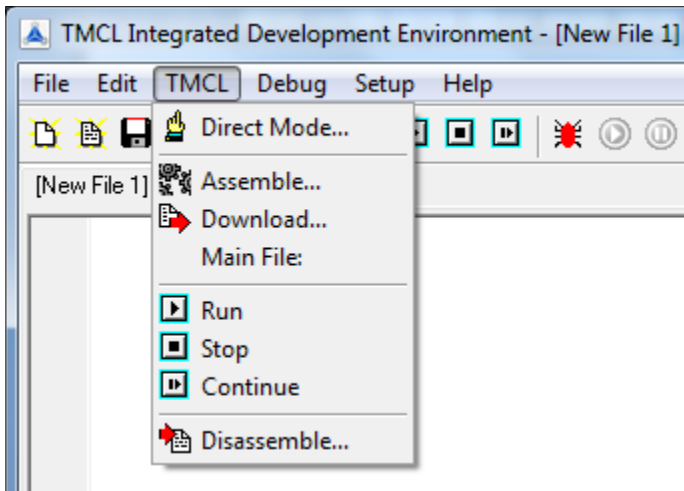 TMCL Integrated Development Environment - [New File 1]
File Edit TMCL Debug Setup Help
[New File 1]
Direct Mode...
Assemble...
Download...
Main File:
Run
Stop
Continue
Disassemble...